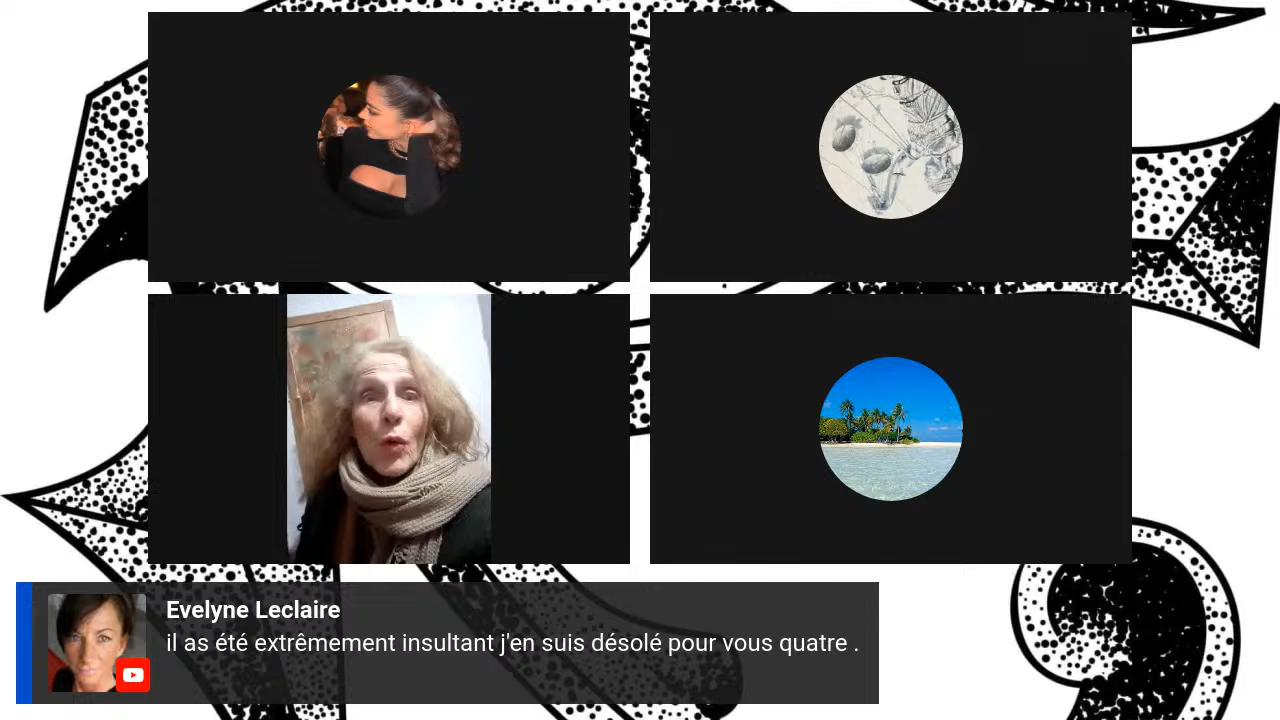 Evelyne Leclaire
il as été extrêmement insultant j'en suis désolé pour vous quatre .